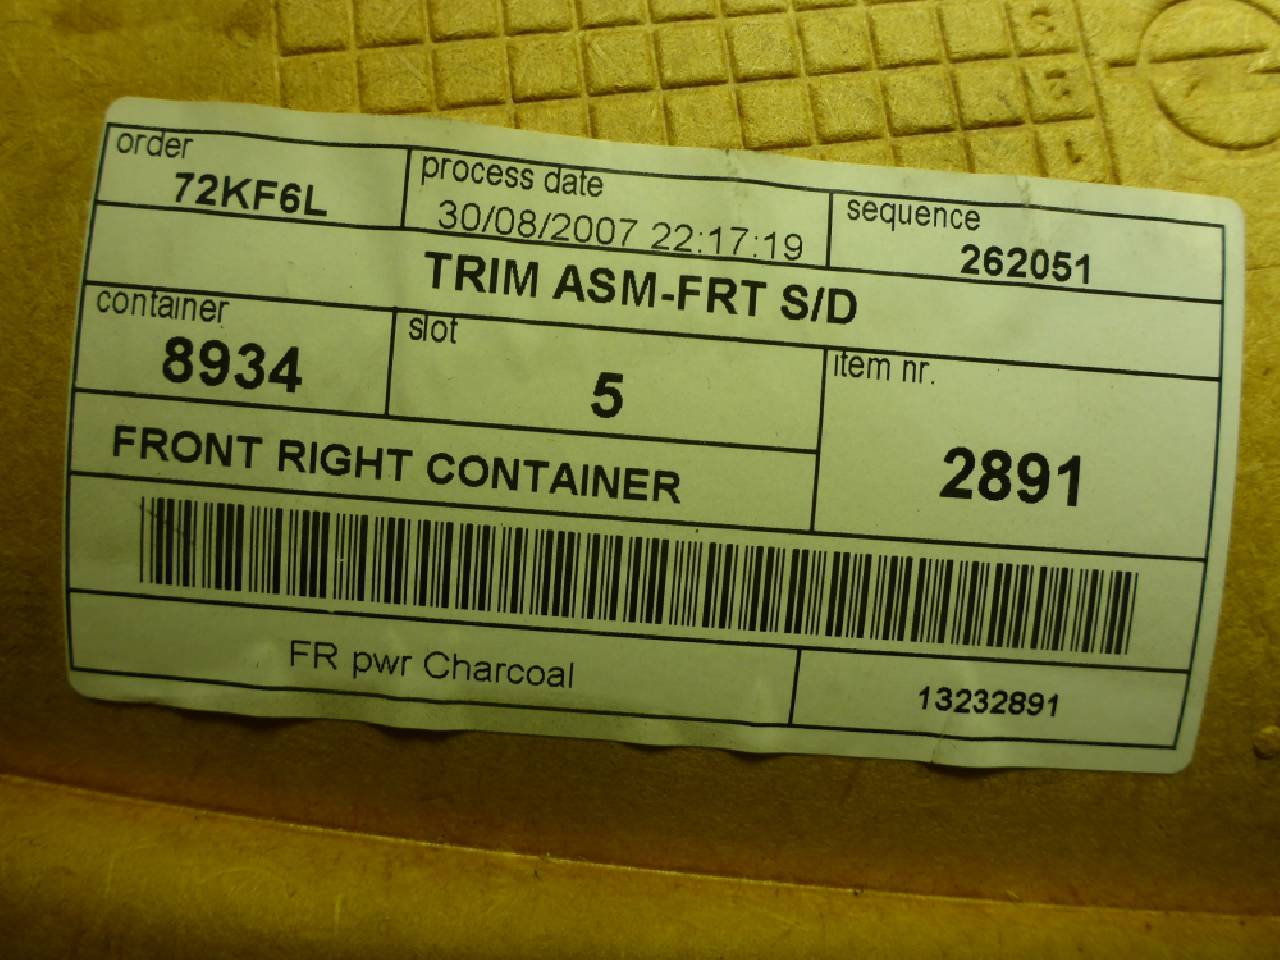 order
72KF6L
process date
30/08/2007 22:17:19
sequence
262051
TRIM ASM-FRT S/D
container
8934
slot
5
item nr.
2891
FRONT RIGHT CONTAINER
FR pwr Charcoal
13232891